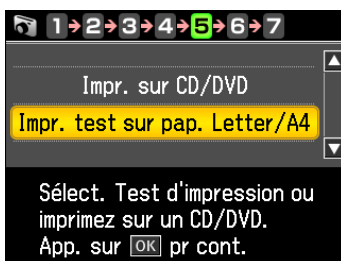 1→2→3→4→5→6→7
Impr. sur CD/DVD
Impr. test sur pap. Letter/A4
Sélect. Test d'impression ou
imprimez sur un CD/DVD.
App. sur OK pr cont.